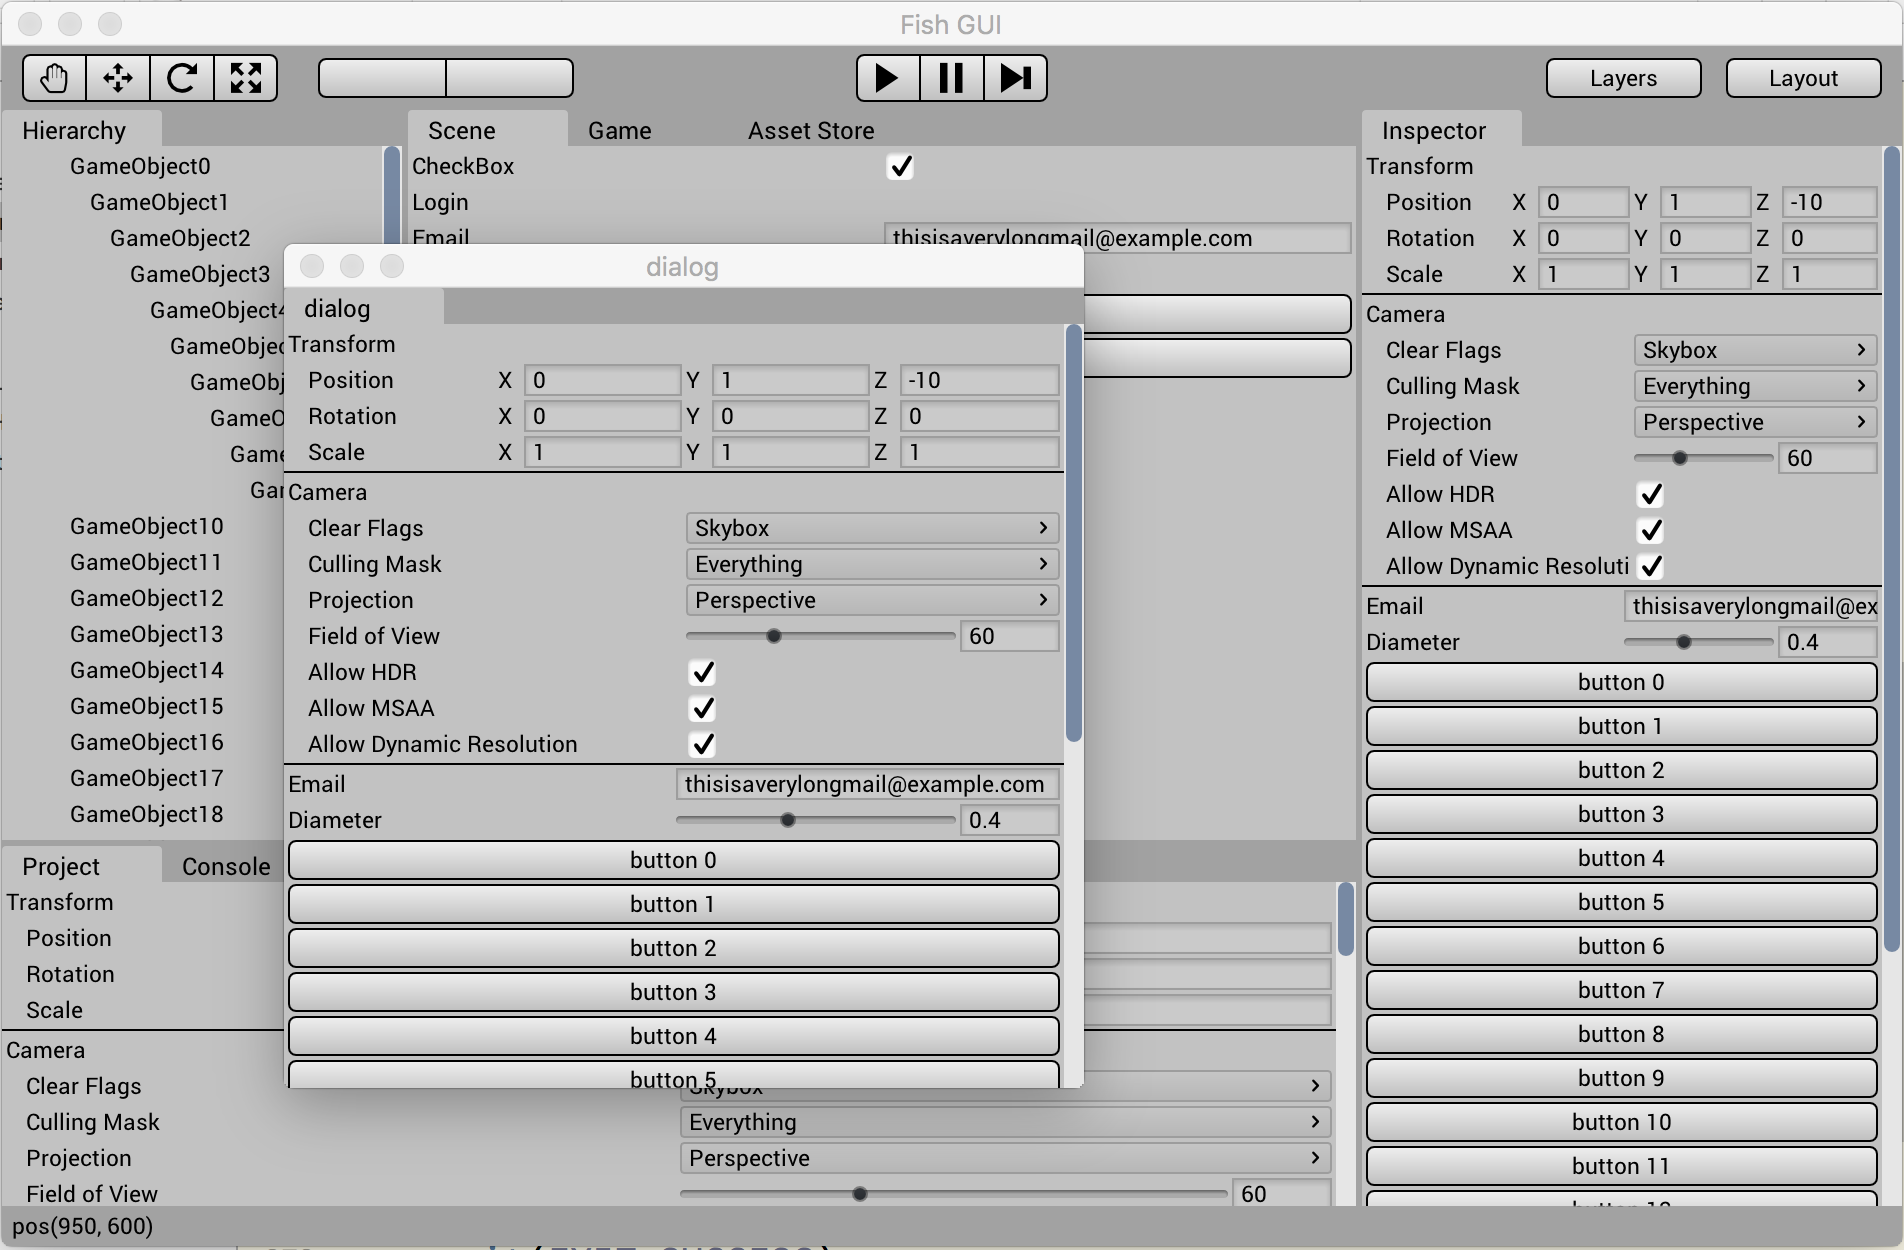 Fish GUI
Layers
Layout
Hierarchy
GameObject0
GameObject1
GameObject2
GameObject3
GameObject4
GameObjec
GameObj
GameO
Game
Gar
GameObject10
GameObject11
GameObject12
GameObject13
GameObject14
GameObject15
GameObject16
GameObject17
GameObject18
Scene Game Asset Store
CheckBox
Login
Email thisisaverylongmail@example.com
dialog
dialog
Transform
Position X 0 Y 1 Z -10
Rotation X 0 Y 0 Z 0
Scale X 1 Y 1 Z 1
Camera
Clear Flags Skybox
Culling Mask Everything
Projection Perspective
Field of View 60
Allow HDR
Allow MSAA
Allow Dynamic Resolution
Email thisisaverylongmail@example.com
Diameter 0.4
button 0
button 1
button 2
button 3
button 4
button 5
Inspector
Transform
Position X 0 Y 1 Z -10
Rotation X 0 Y 0 Z 0
Scale X 1 Y 1 Z 1
Camera
Clear Flags Skybox
Culling Mask Everything
Projection Perspective
Field of View 60
Allow HDR
Allow MSAA
Allow Dynamic Resoluti
Email thisisaverylongmail@ex
Diameter 0.4
button 0
button 1
button 2
button 3
button 4
button 5
button 6
button 7
button 8
button 9
button 10
button 11
button 12
Project Console
Transform
Position
Rotation
Scale
Camera
Clear Flags Skybox
Culling Mask Everything
Projection Perspective
Field of View 60
pos(950, 600)